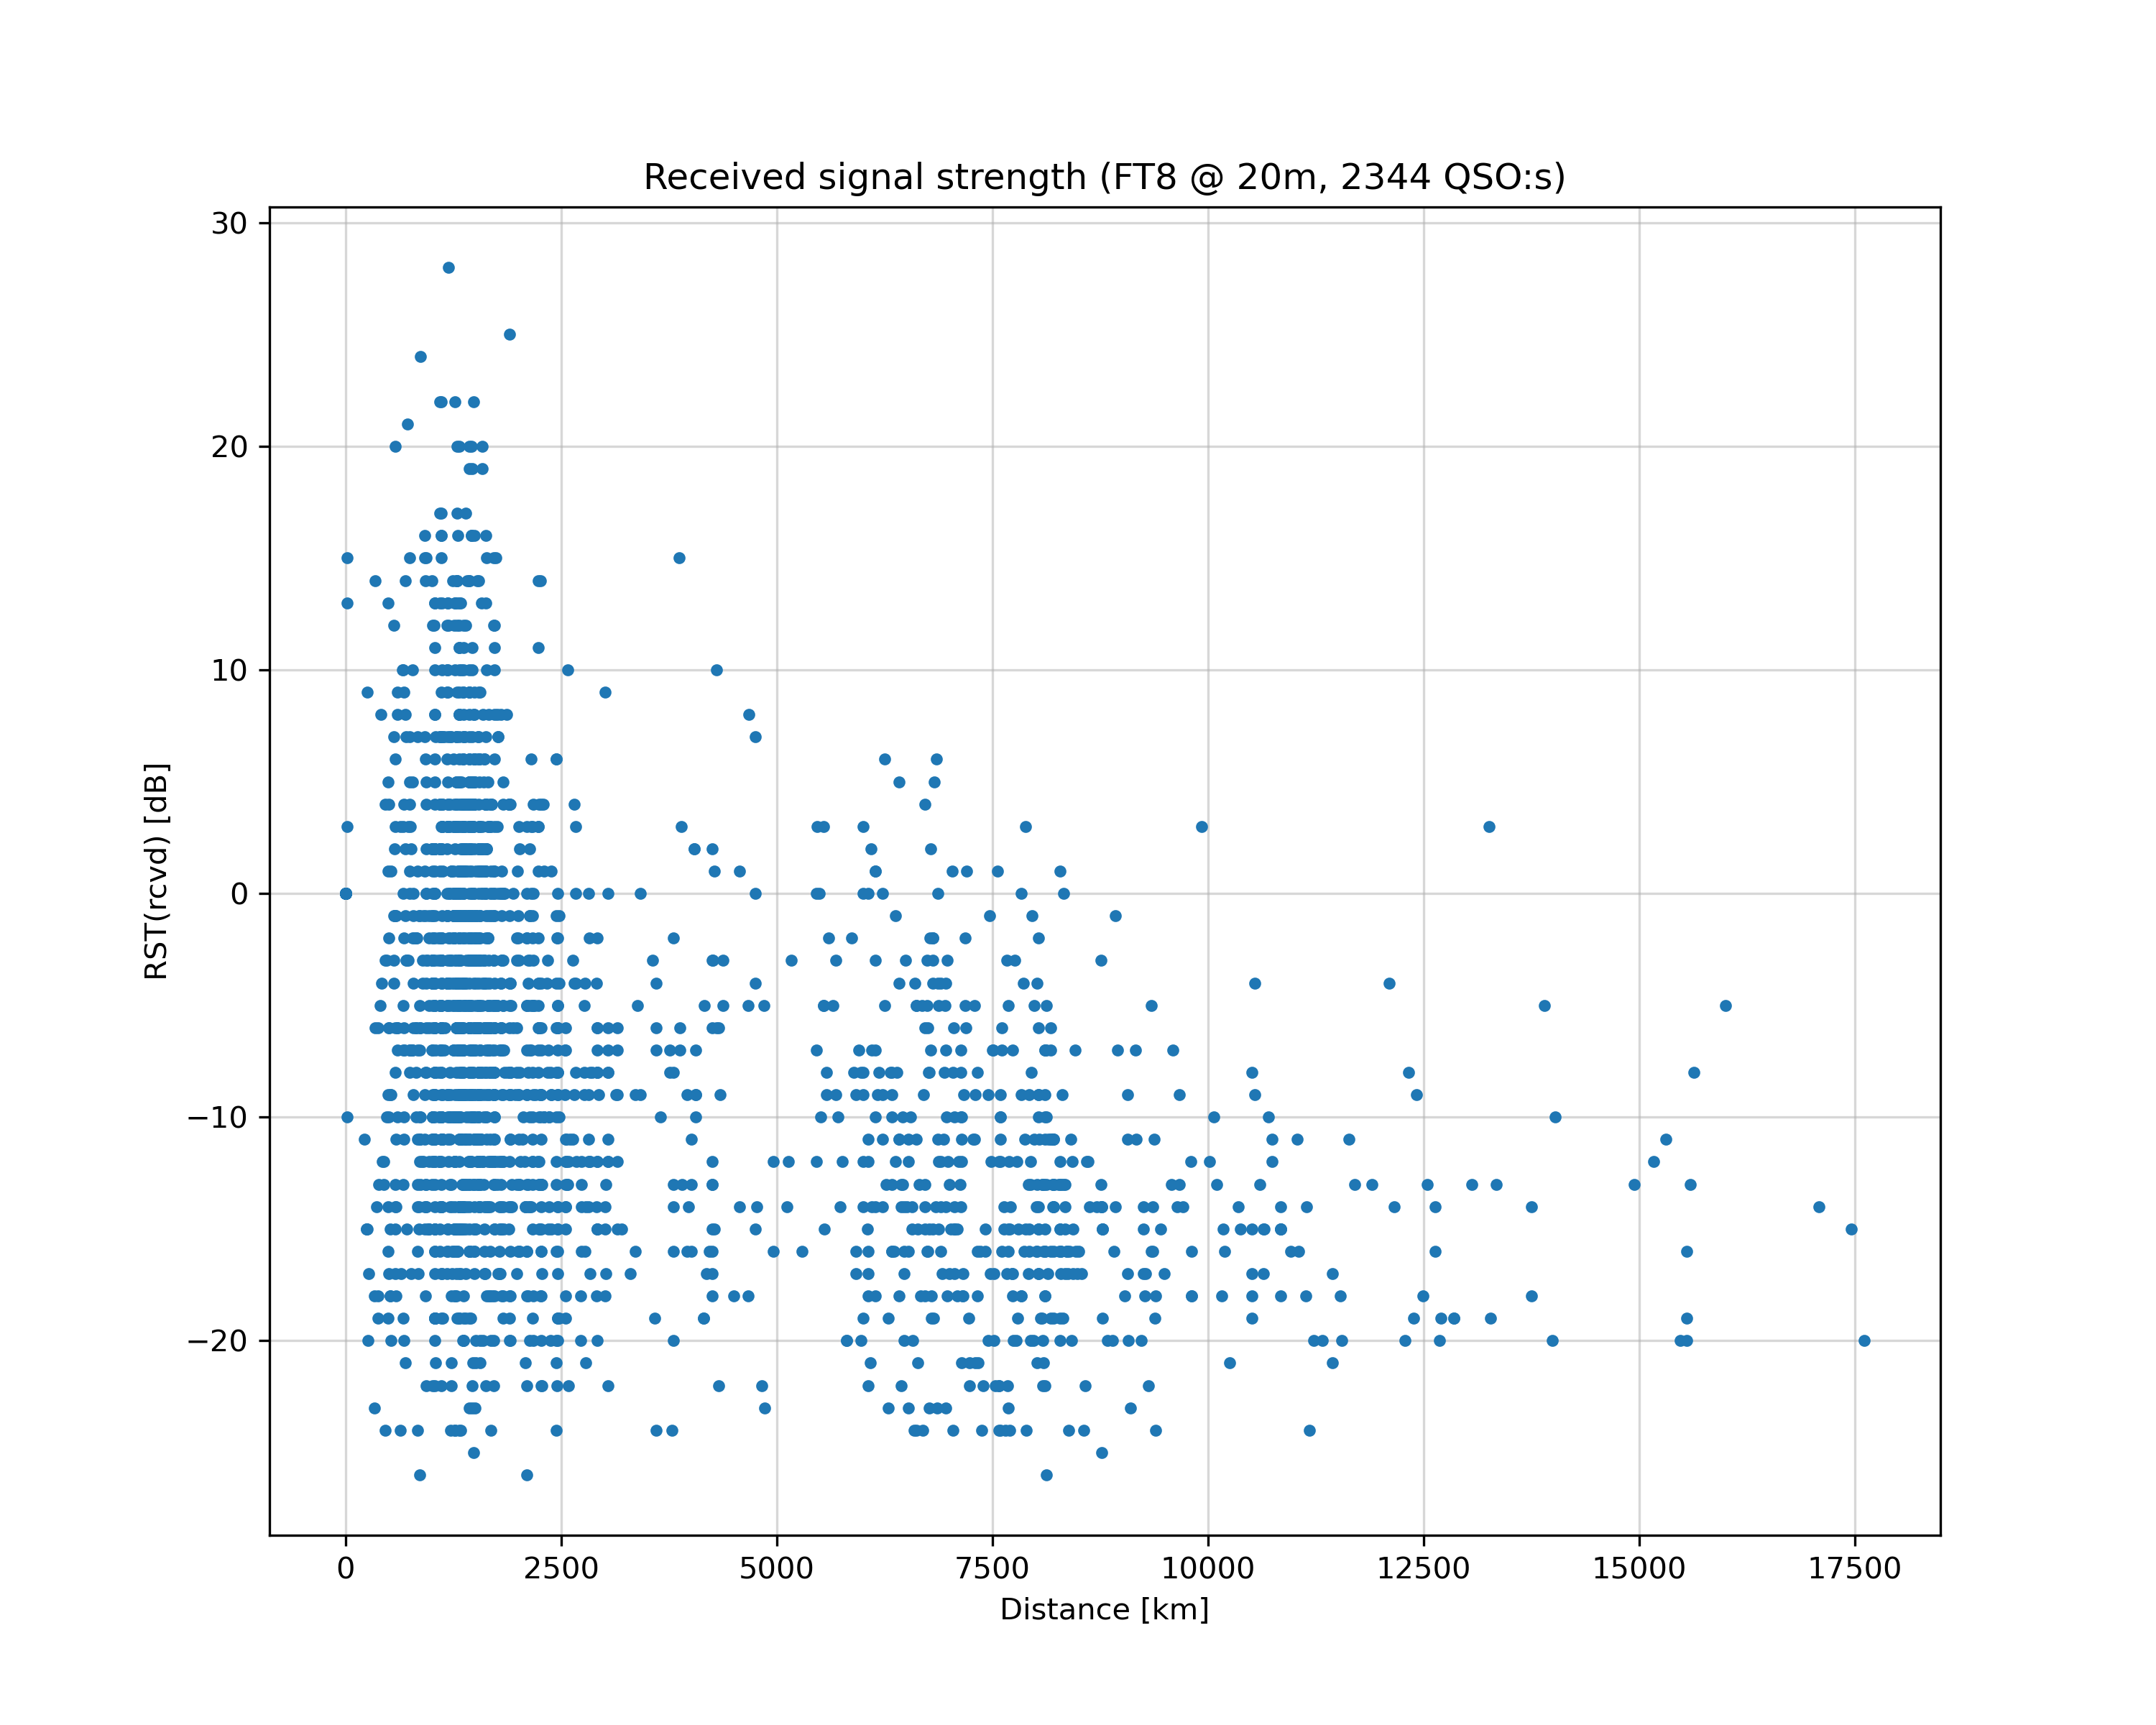 Received signal strength (FT8 @ 20m, 2344 QSO:s)
30
20
10
0
−10
−20
RST(rcvd) [dB]
0 2500 5000 7500 10000 12500 15000 17500
Distance [km]